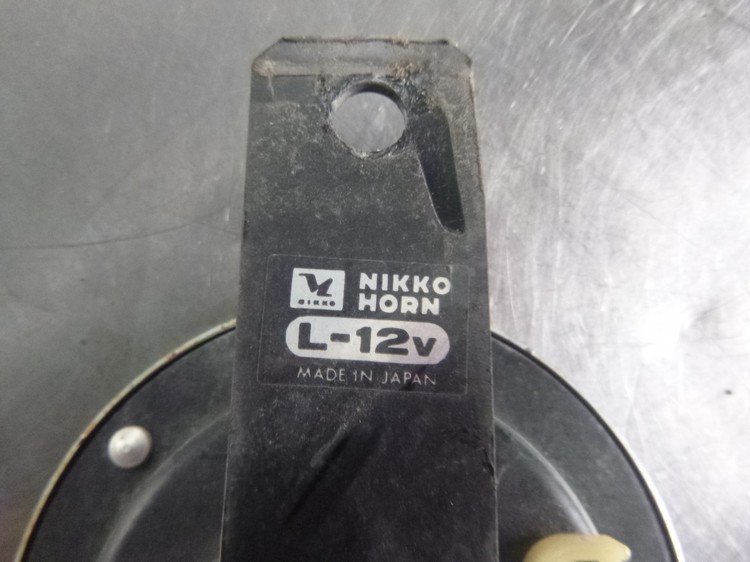 NIKKO
HORN
NIKKO
L-12v
MADE IN JAPAN